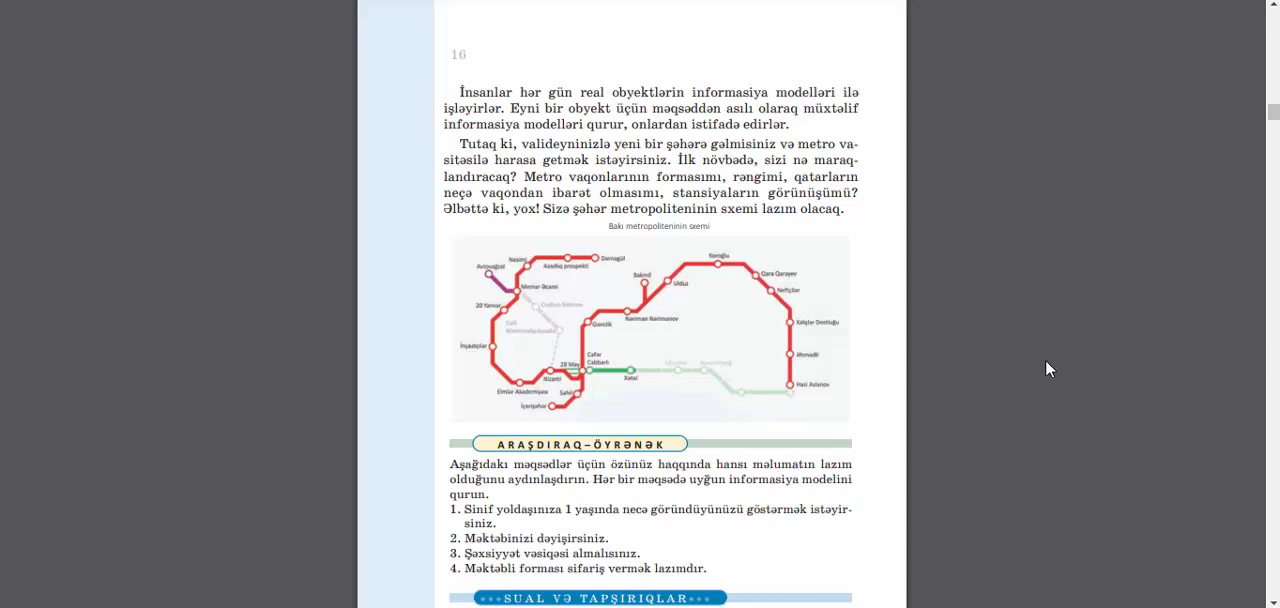 16
İnsanlar hər gün real obyektlərin informasiya modelləri ilə
işləyirlər. Eyni bir obyekt üçün məqsəddən asılı olaraq müxtəlif
informasiya modelləri qurur, onlardan istifadə edirlər.
Tutaq ki, valideyninizlə yeni bir şəhərə gəlmisiniz və metro va-
sitəsilə harasa getmək istəyirsiniz. İlk növbədə, sizi nə maraq-
landıracaq? Metro vaqonlarının formasımı, rəngimi, qatarların
neçə vaqondan ibarət olmasımı, stansiyaların görünüşümü?
Əlbəttə ki, yox! Sizə şəhər metropoliteninin sxemi lazım olacaq.
Bakı metropoliteninin sxemi
Nəsimi
Azadlıq prospekti
Dərnəgül
Avtovağzal
Memar Əcəmi
20 Yanvar
İnşaatçılar
Elmlər Akademiyası
Nizami
28 May
Cəfər
Cabbarlı
Sahil
İçərişəhər
Xətai
Gənclik
Nəriman Nərimanov
Bakmil
Ulduz
Koroğlu
Qara Qarayev
Neftçilər
Xalqlar Dostluğu
Əhmədli
Həzi Aslanov
ARAŞDIRAQ–ÖYRƏNƏK
Aşağıdakı məqsədlər üçün özünüz haqqında hansı məlumatın lazım
olduğunu aydınlaşdırın. Hər bir məqsədə uyğun informasiya modelini
qurun.
1. Sinif yoldaşınıza 1 yaşında necə göründüyünüzü göstərmək istəyir-
siniz.
2. Məktəbinizi dəyişirsiniz.
3. Şəxsiyyət vəsiqəsi almalısınız.
4. Məktəbli forması sifariş vermək lazımdır.
SUAL VƏ TAPŞIRIQLAR